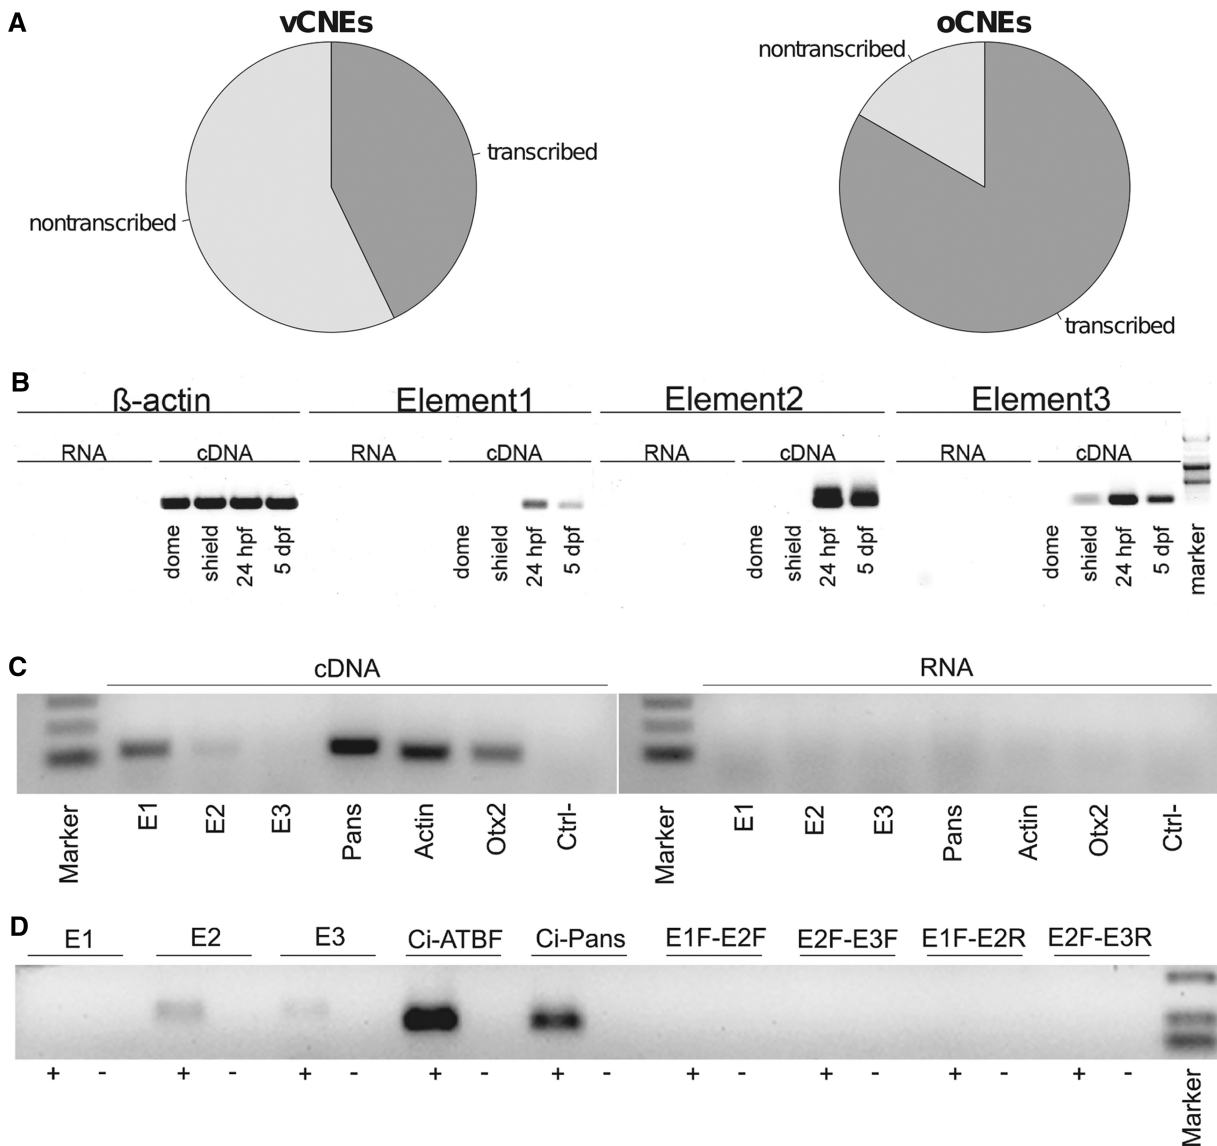 A
vCNEs
oCNEs
nontranscribed
transcribed
nontranscribed
transcribed
B
ß-actin Element1 Element2 Element3
RNA cDNA RNA cDNA RNA cDNA RNA cDNA
dome shield 24 hpf 5 dpf dome shield 24 hpf 5 dpf dome shield 24 hpf 5 dpf dome shield 24 hpf 5 dpf marker
C
cDNA RNA
Marker E1 E2 E3 Pans Actin Otx2 Ctrl- Marker E1 E2 E3 Pans Actin Otx2 Ctrl-
D
E1 E2 E3 Ci-ATBF Ci-Pans E1F-E2F E2F-E3F E1F-E2R E2F-E3R
+ - + - + - + - + - + - + - + - + -
Marker